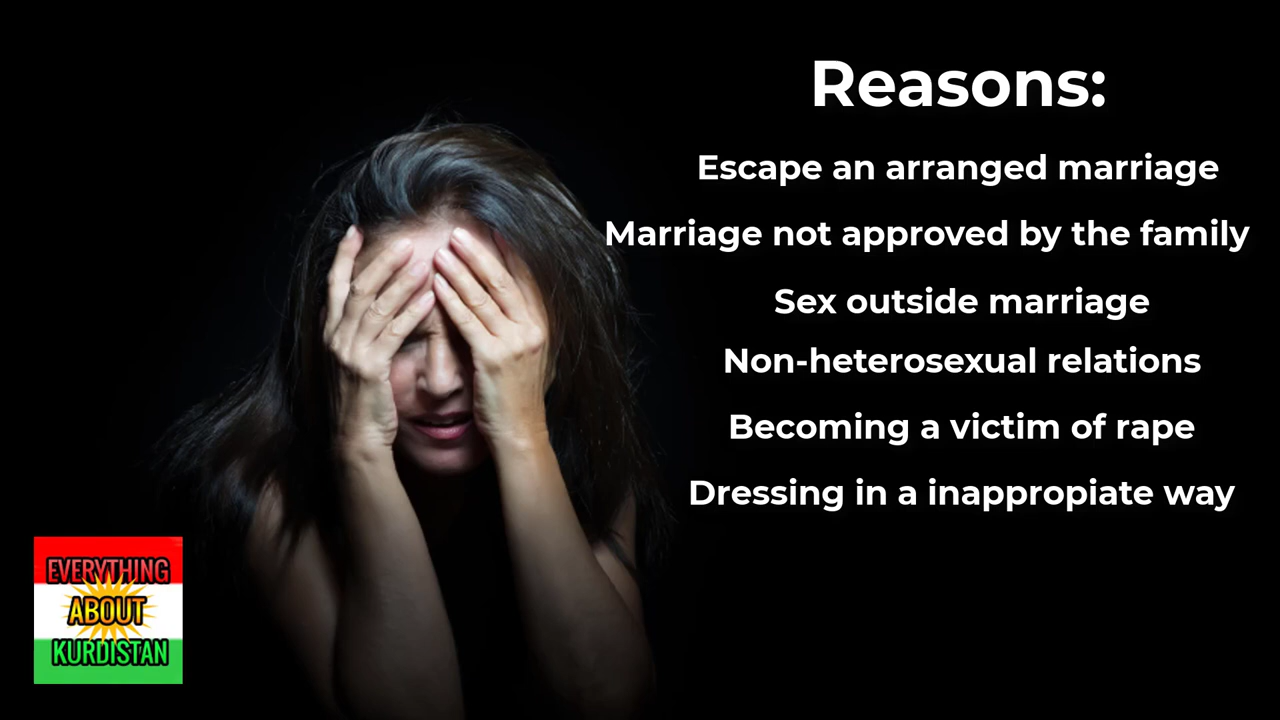 Reasons:
Escape an arranged marriage
Marriage not approved by the family
Sex outside marriage
Non-heterosexual relations
Becoming a victim of rape
Dressing in a inappropiate way
EVERYTHING
ABOUT
KURDISTAN